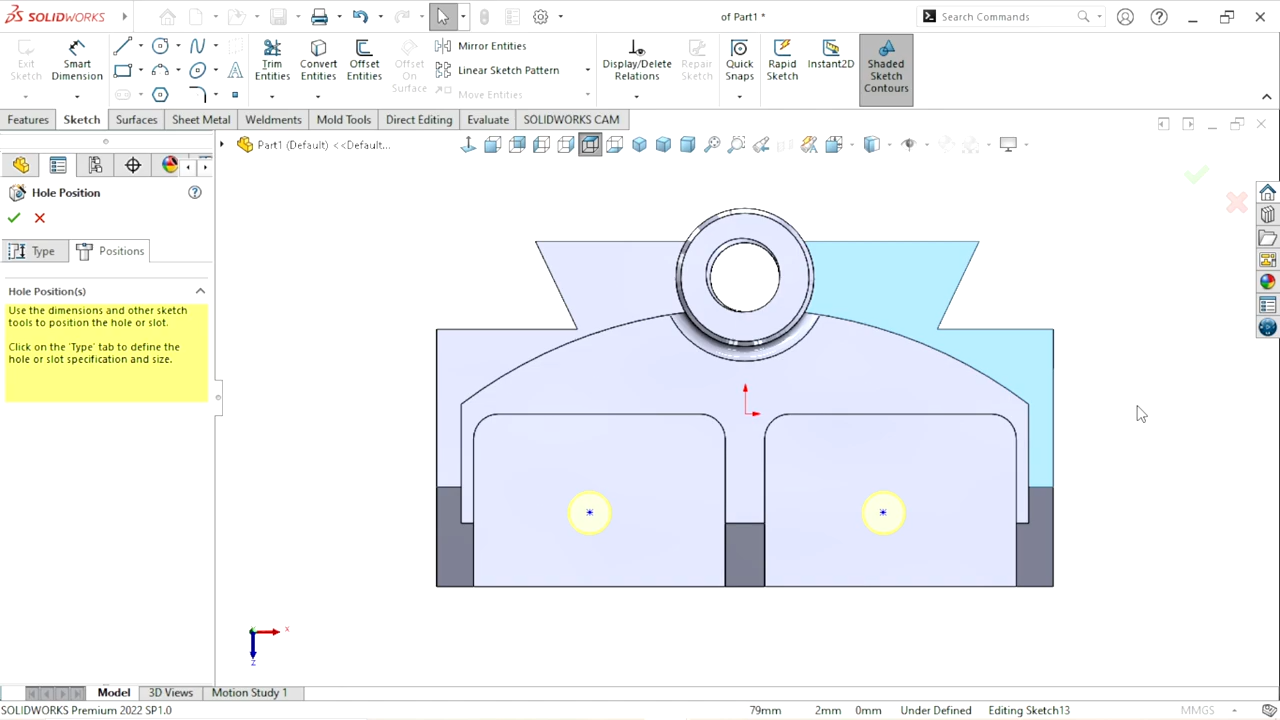 SOLIDWORKS
of Part1 *
Search Commands
Exit Sketch
Smart Dimension
Trim Entities
Convert Entities
Offset Entities
Offset On Surface
Mirror Entities
Linear Sketch Pattern
Move Entities
Display/Delete Relations
Repair Sketch
Quick Snaps
Rapid Sketch
Instant2D
Shaded Sketch Contours
Features
Sketch
Surfaces
Sheet Metal
Weldments
Mold Tools
Direct Editing
Evaluate
SOLIDWORKS CAM
Part1 (Default) <<Default...
Hole Position
Type
Positions
Hole Position(s)
Use the dimensions and other sketch
tools to position the hole or slot.
Click on the 'Type' tab to define the
hole or slot specification and size.
x
z
Model
3D Views
Motion Study 1
SOLIDWORKS Premium 2022 SP1.0
79mm
2mm
0mm
Under Defined
Editing Sketch13
MMGS